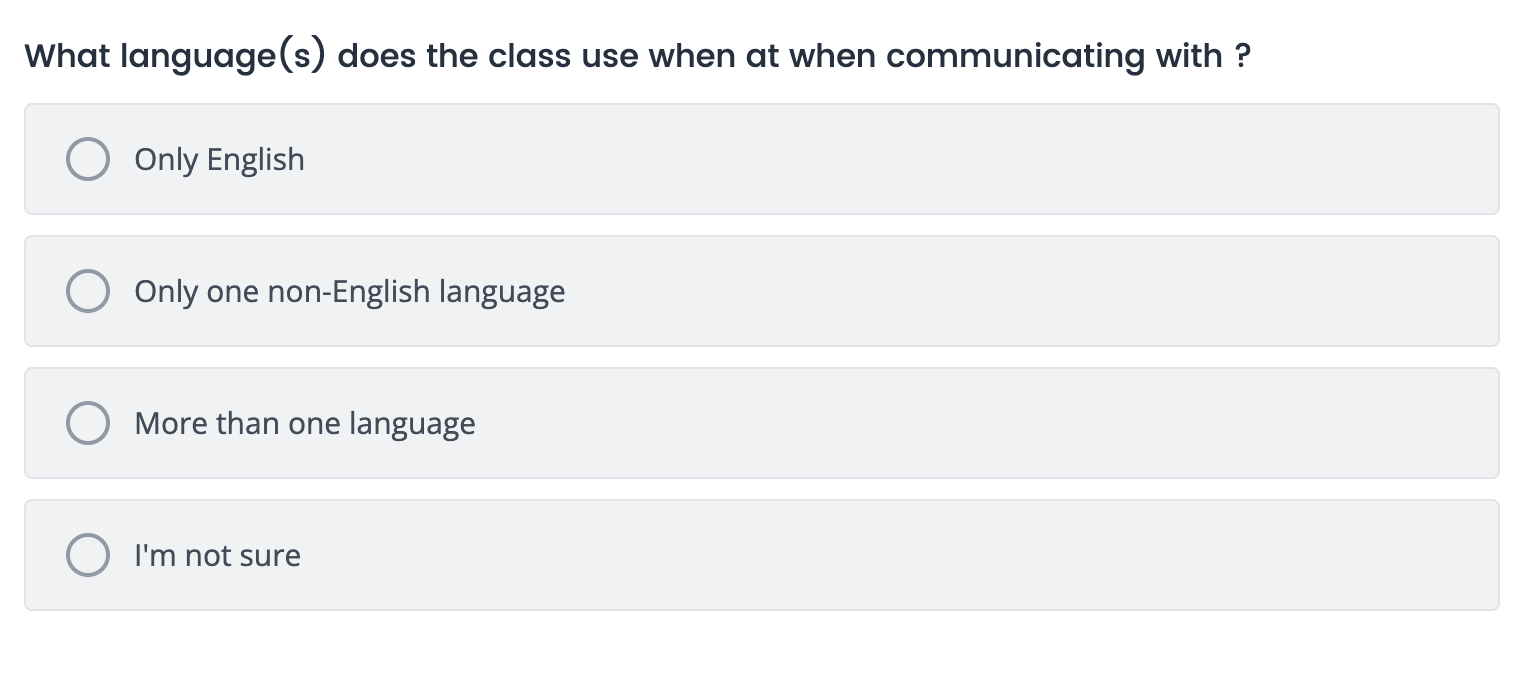 What language(s) does the class use when at when communicating with ?
Only English
Only one non-English language
More than one language
I'm not sure